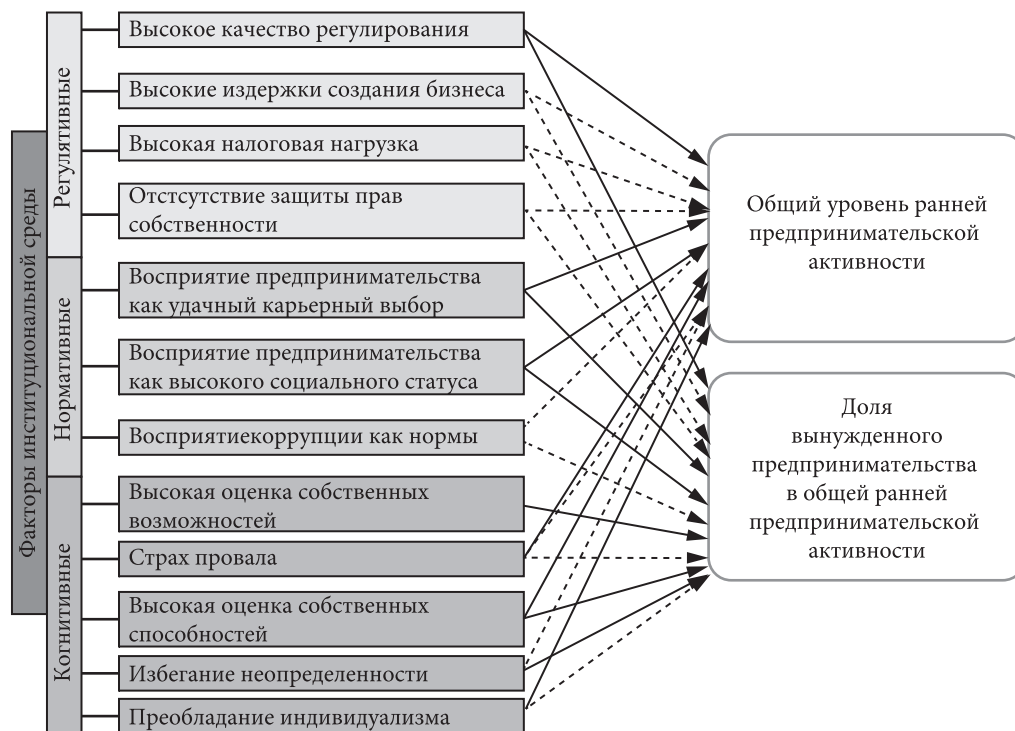 Факторы институциональной среды
Регулятивные
Высокое качество регулирования
Высокие издержки создания бизнеса
Высокая налоговая нагрузка
Отстсутствие защиты прав
собственности
Нормативные
Восприятие предпринимательства
как удачный карьерный выбор
Восприятие предпринимательства
как высокого социального статуса
Восприятиекоррупции как нормы
Когнитивные
Высокая оценка собственных
возможностей
Страх провала
Высокая оценка собственных
способностей
Избегание неопределенности
Преобладание индивидуализма
Общий уровень ранней
предпринимательской
активности
Доля
вынужденного
предпринимательства
в общей ранней
предпринимательской
активности